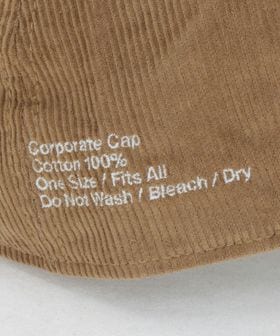 Corporate Cap
Cotton 100%
One Size / Fits All
Do Not Wash / Bleach / Dry